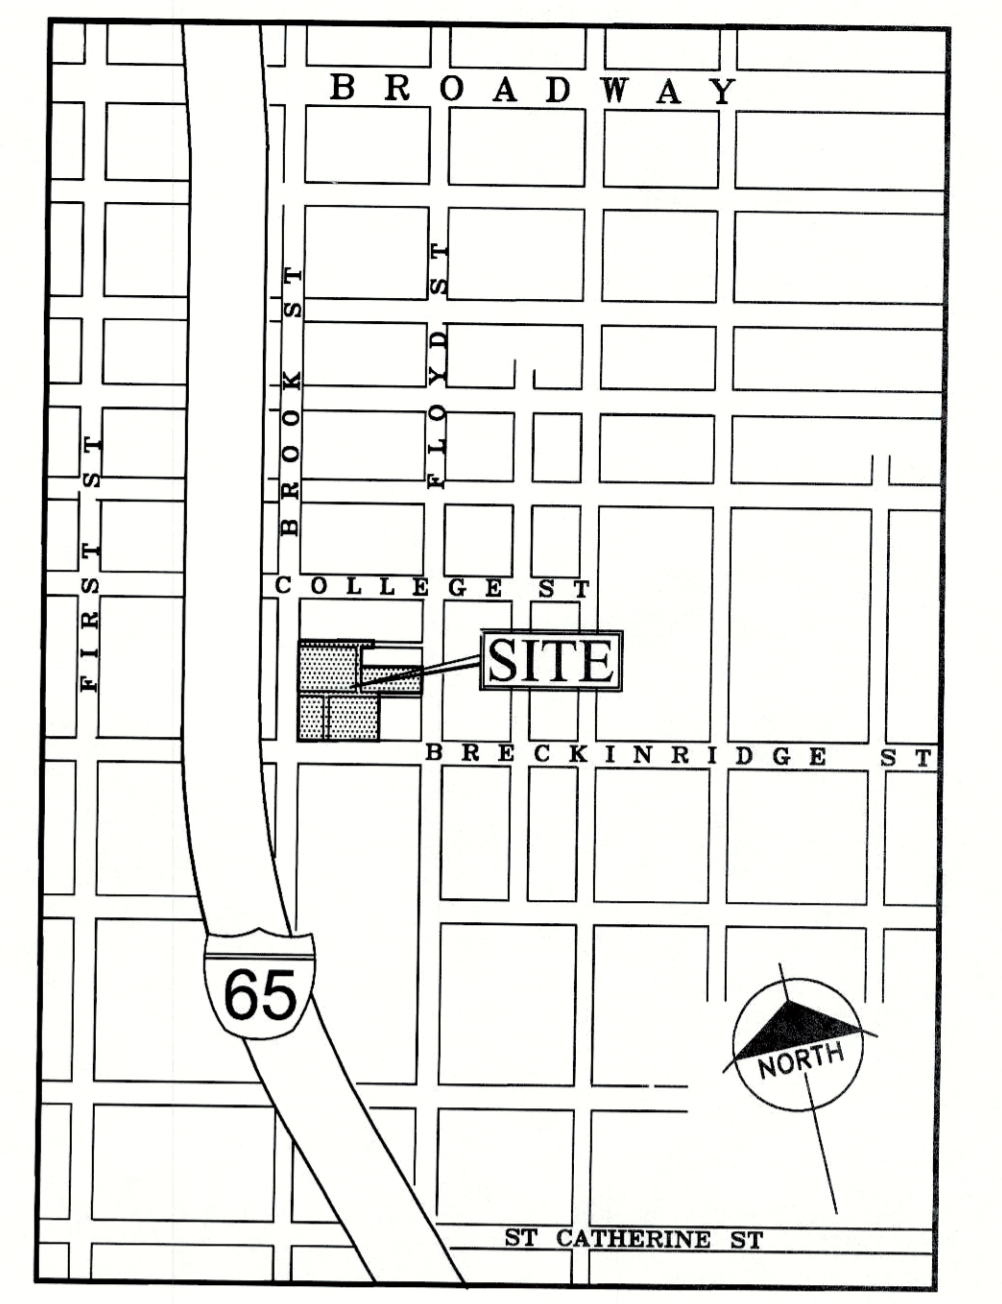 BROADWAY
FLOYD ST
BROOK ST
FIRST ST
COLLEGE ST
SITE
BRECKINRIDGE ST
65
NORTH
ST CATHERINE ST